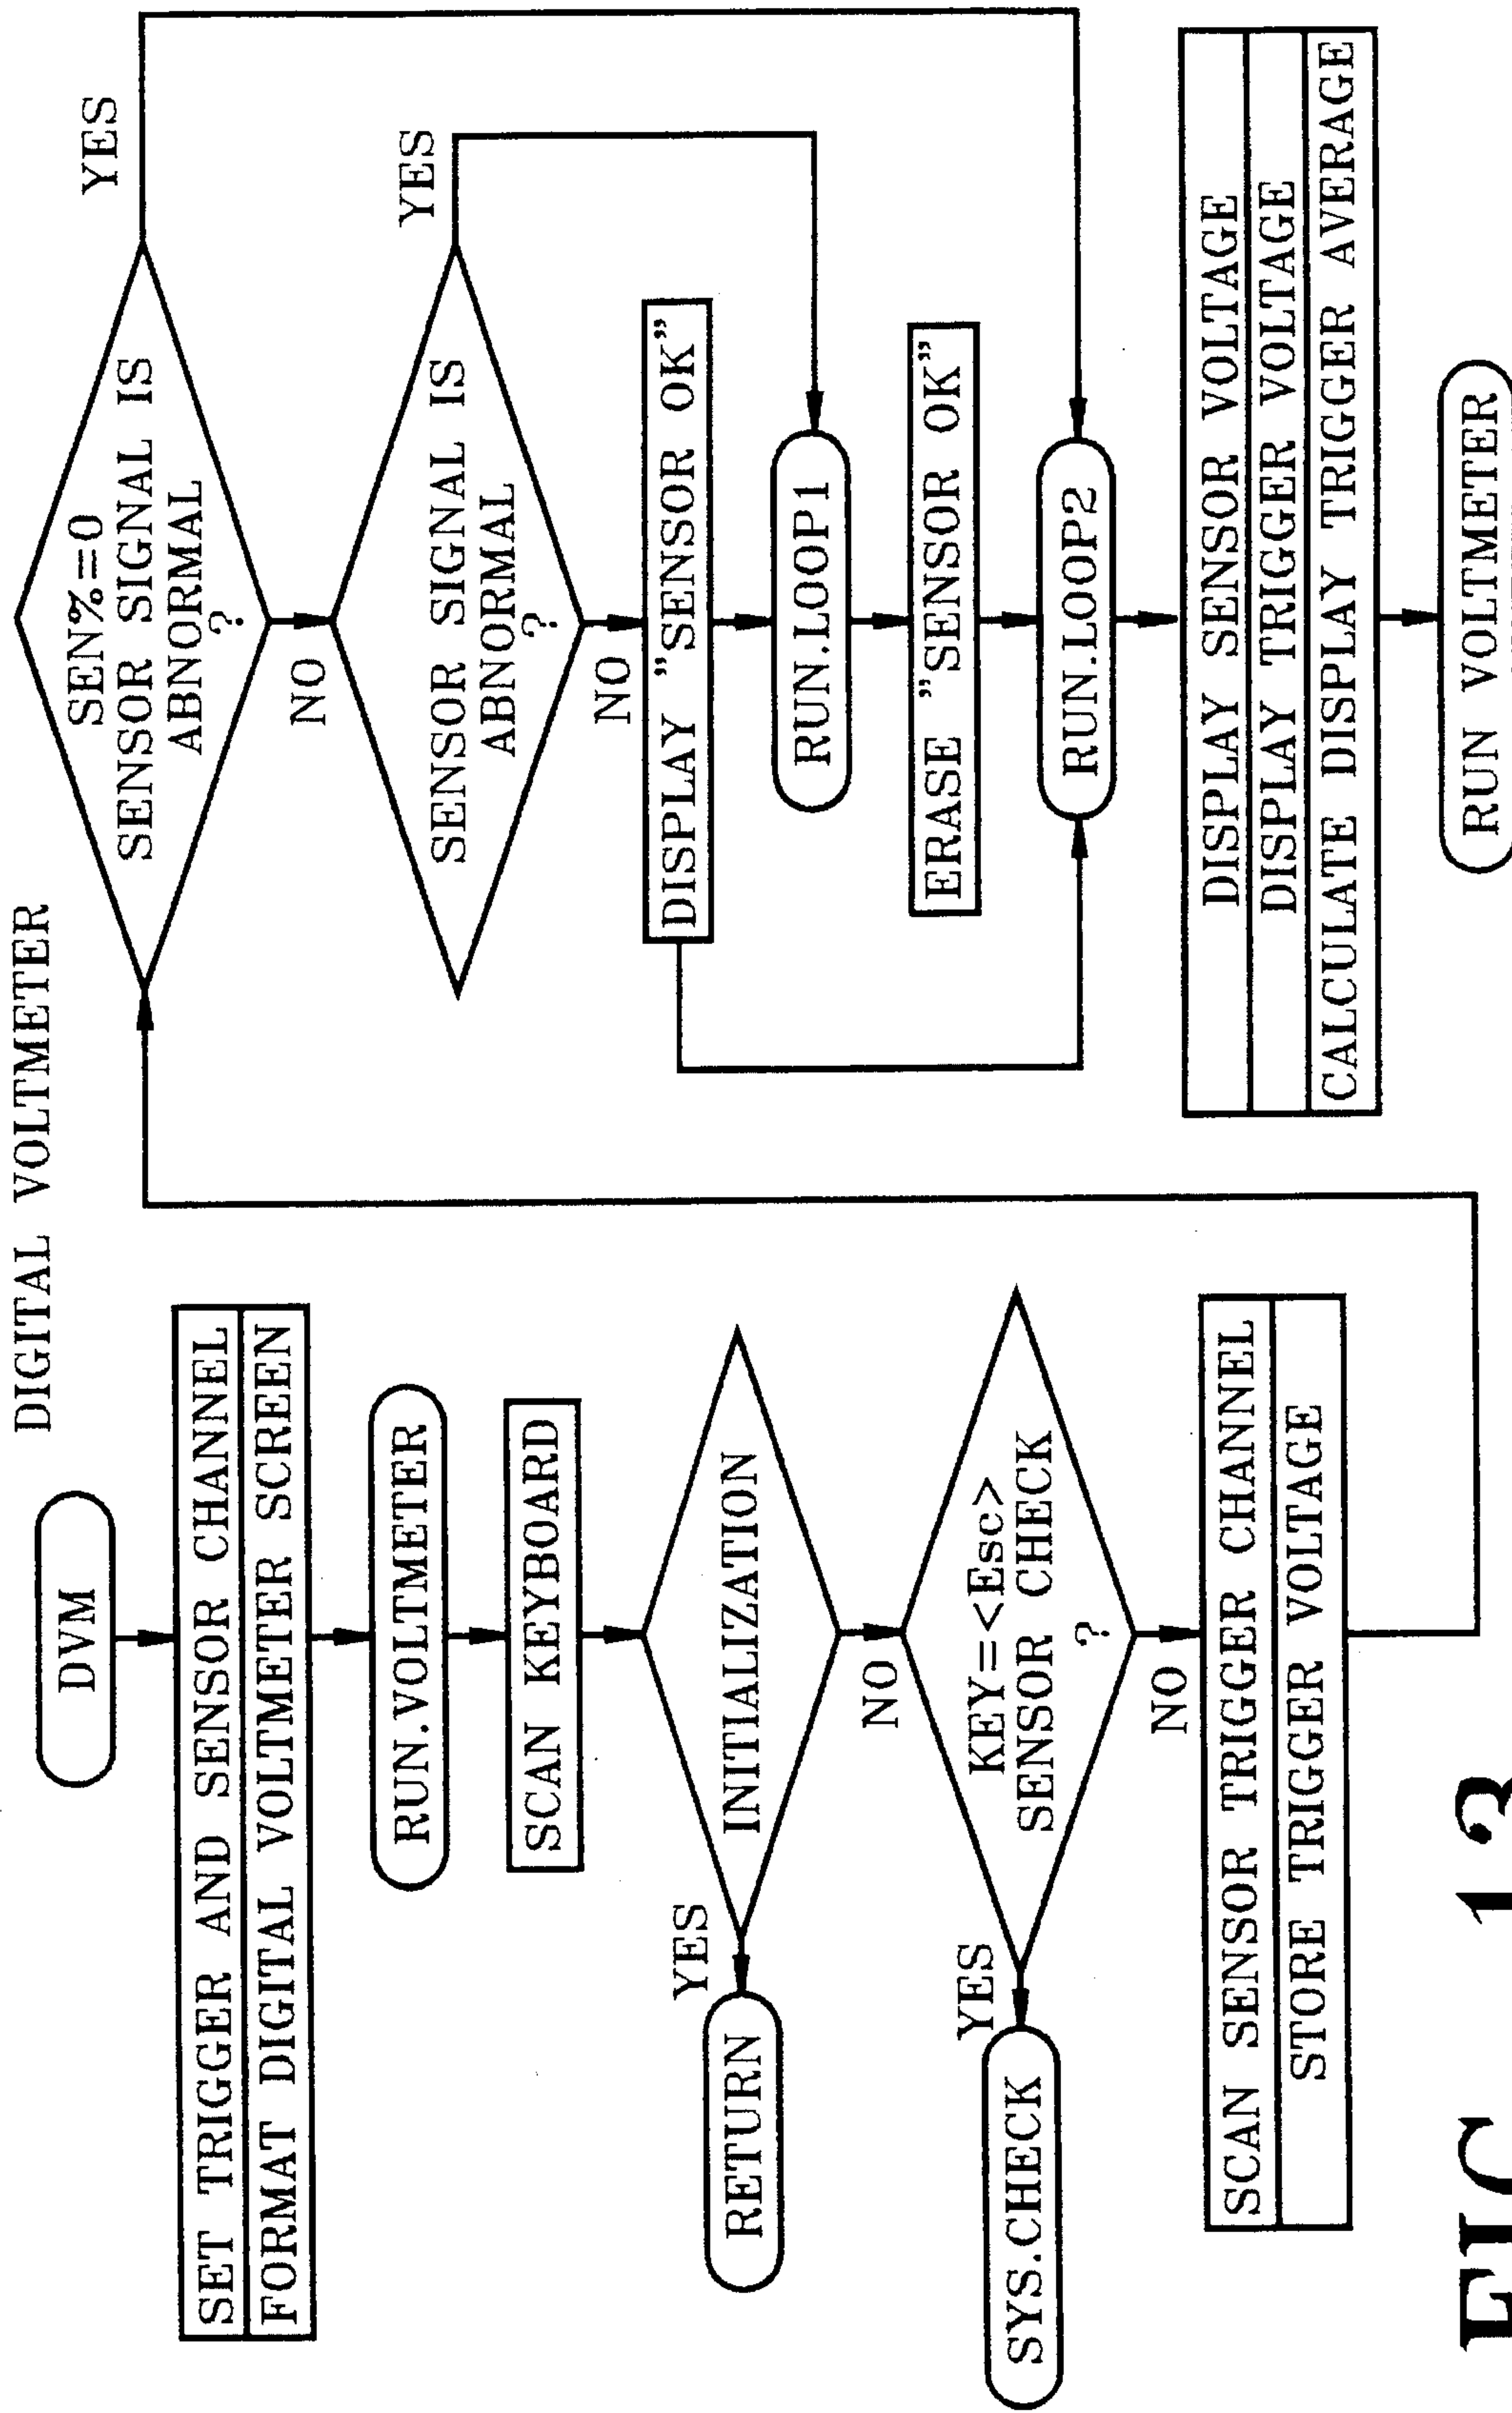 DIGITAL VOLTMETER
DVM
SET TRIGGER AND SENSOR CHANNEL
FORMAT DIGITAL VOLTMETER SCREEN
RUN.VOLTMETER
SCAN KEYBOARD
INITIALIZATION
YES
RETURN
NO
KEY=<Esc>
SENSOR CHECK
?
YES
SYS.CHECK
NO
SCAN SENSOR TRIGGER CHANNEL
STORE TRIGGER VOLTAGE
SEN%=0
SENSOR SIGNAL IS
ABNORMAL
?
YES
NO
SENSOR SIGNAL IS
ABNORMAL
?
YES
NO
DISPLAY "SENSOR OK"
RUN.LOOP1
ERASE "SENSOR OK"
RUN.LOOP2
DISPLAY SENSOR VOLTAGE
DISPLAY TRIGGER VOLTAGE
CALCULATE DISPLAY TRIGGER AVERAGE
RUN VOLTMETER
FIG. 13